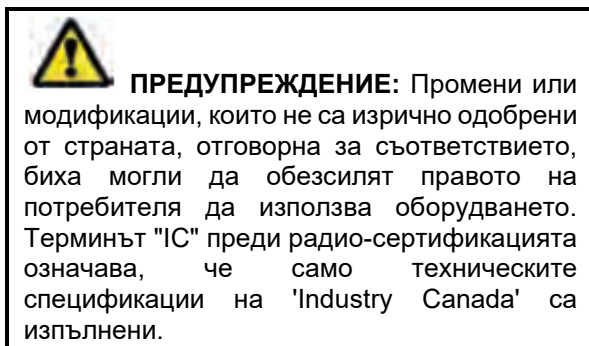 ПРЕДУПРЕЖДЕНИЕ: Промени или
модификации, които не са изрично одобрени
от страната, отговорна за съответствието,
биха могли да обезсилят правото на
потребителя да използва оборудването.
Терминът "IC" преди радио-сертификацията
означава, че само техническите
спецификации на 'Industry Canada' са
изпълнени.